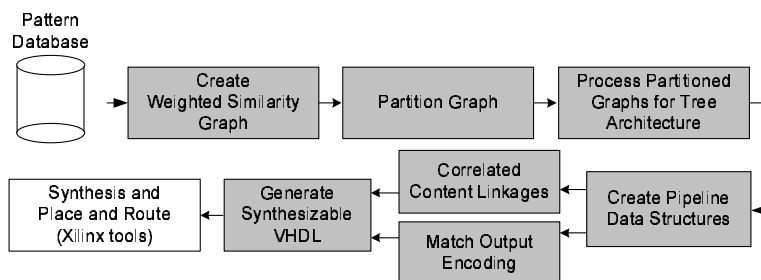 Pattern
Database
Create
Weighted Similarity
Graph
Partition Graph
Process Partitioned
Graphs for Tree
Architecture
Create Pipeline
Data Structures
Correlated
Content Linkages
Match Output
Encoding
Generate
Synthesizable
VHDL
Synthesis and
Place and Route
(Xilinx tools)